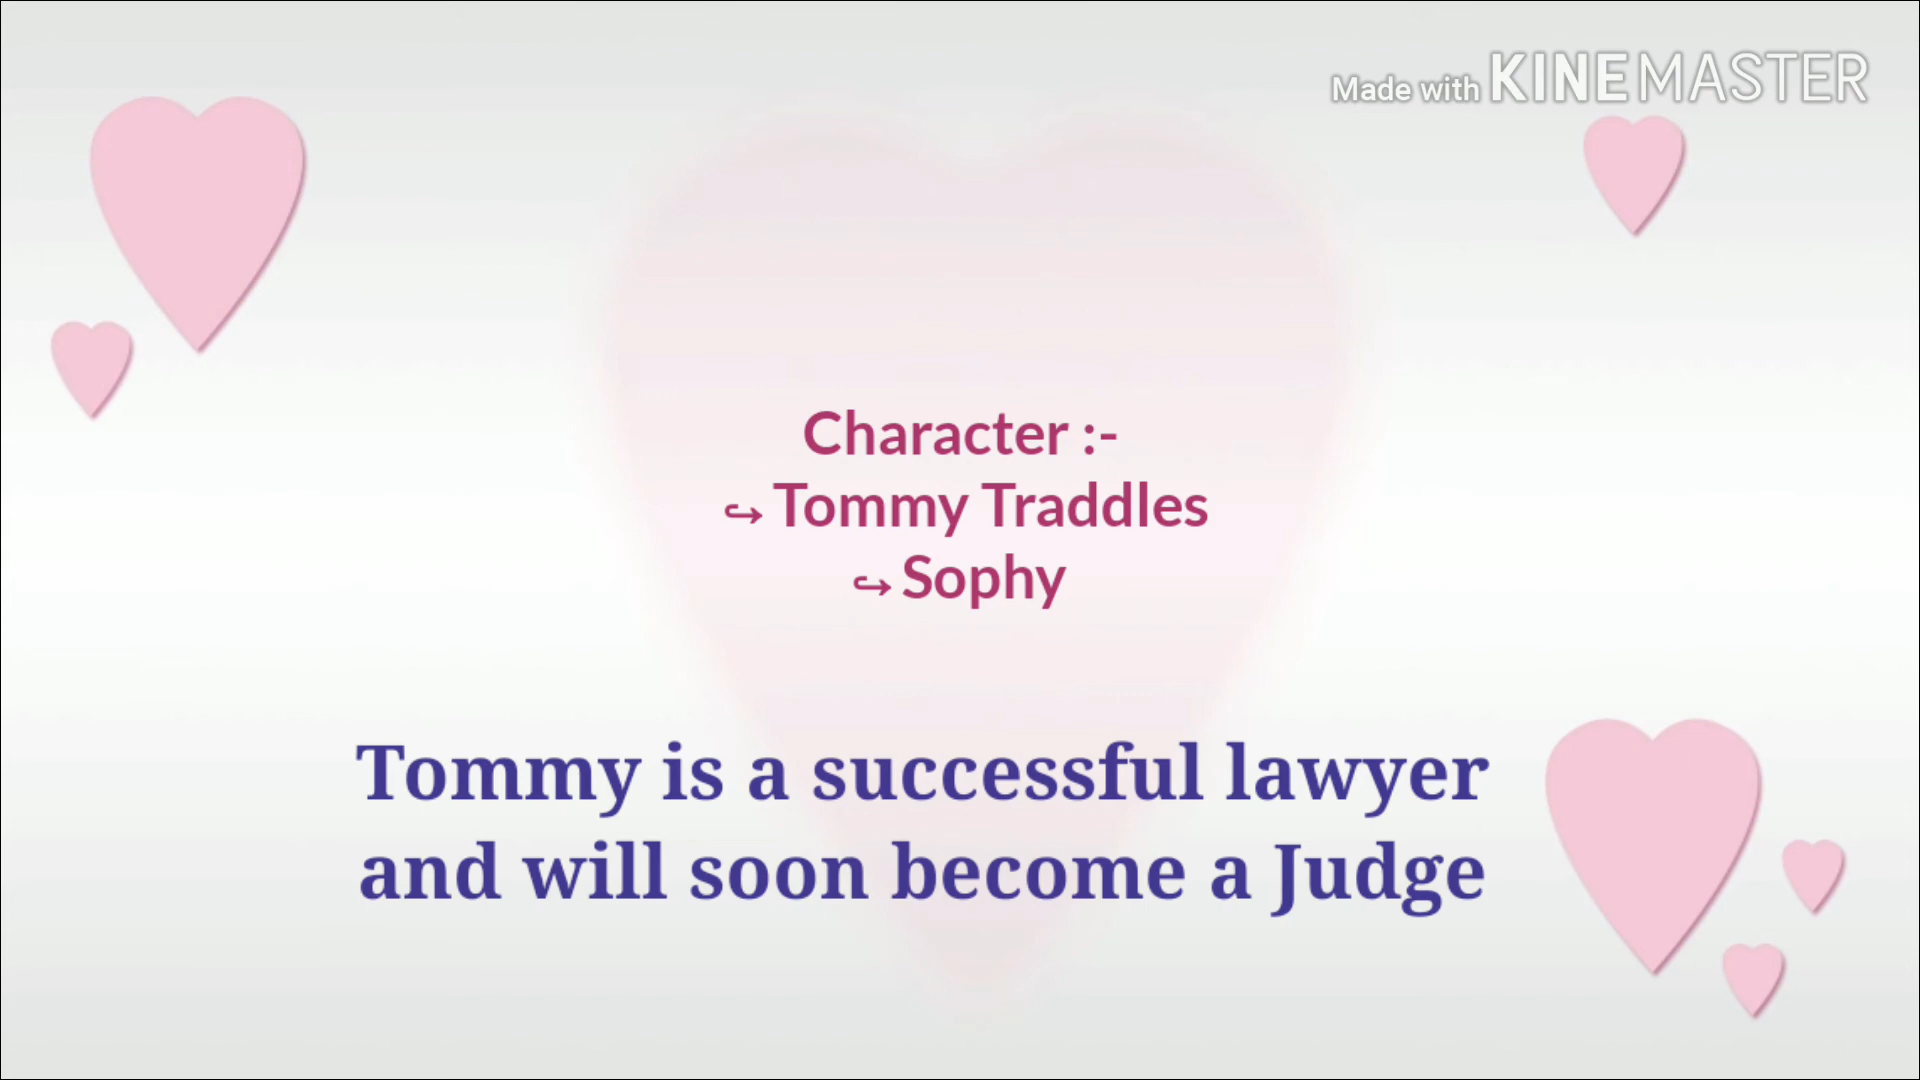 Made with KINEMASTER
Character :-
↪ Tommy Traddles
↪ Sophy
Tommy is a successful lawyer
and will soon become a Judge